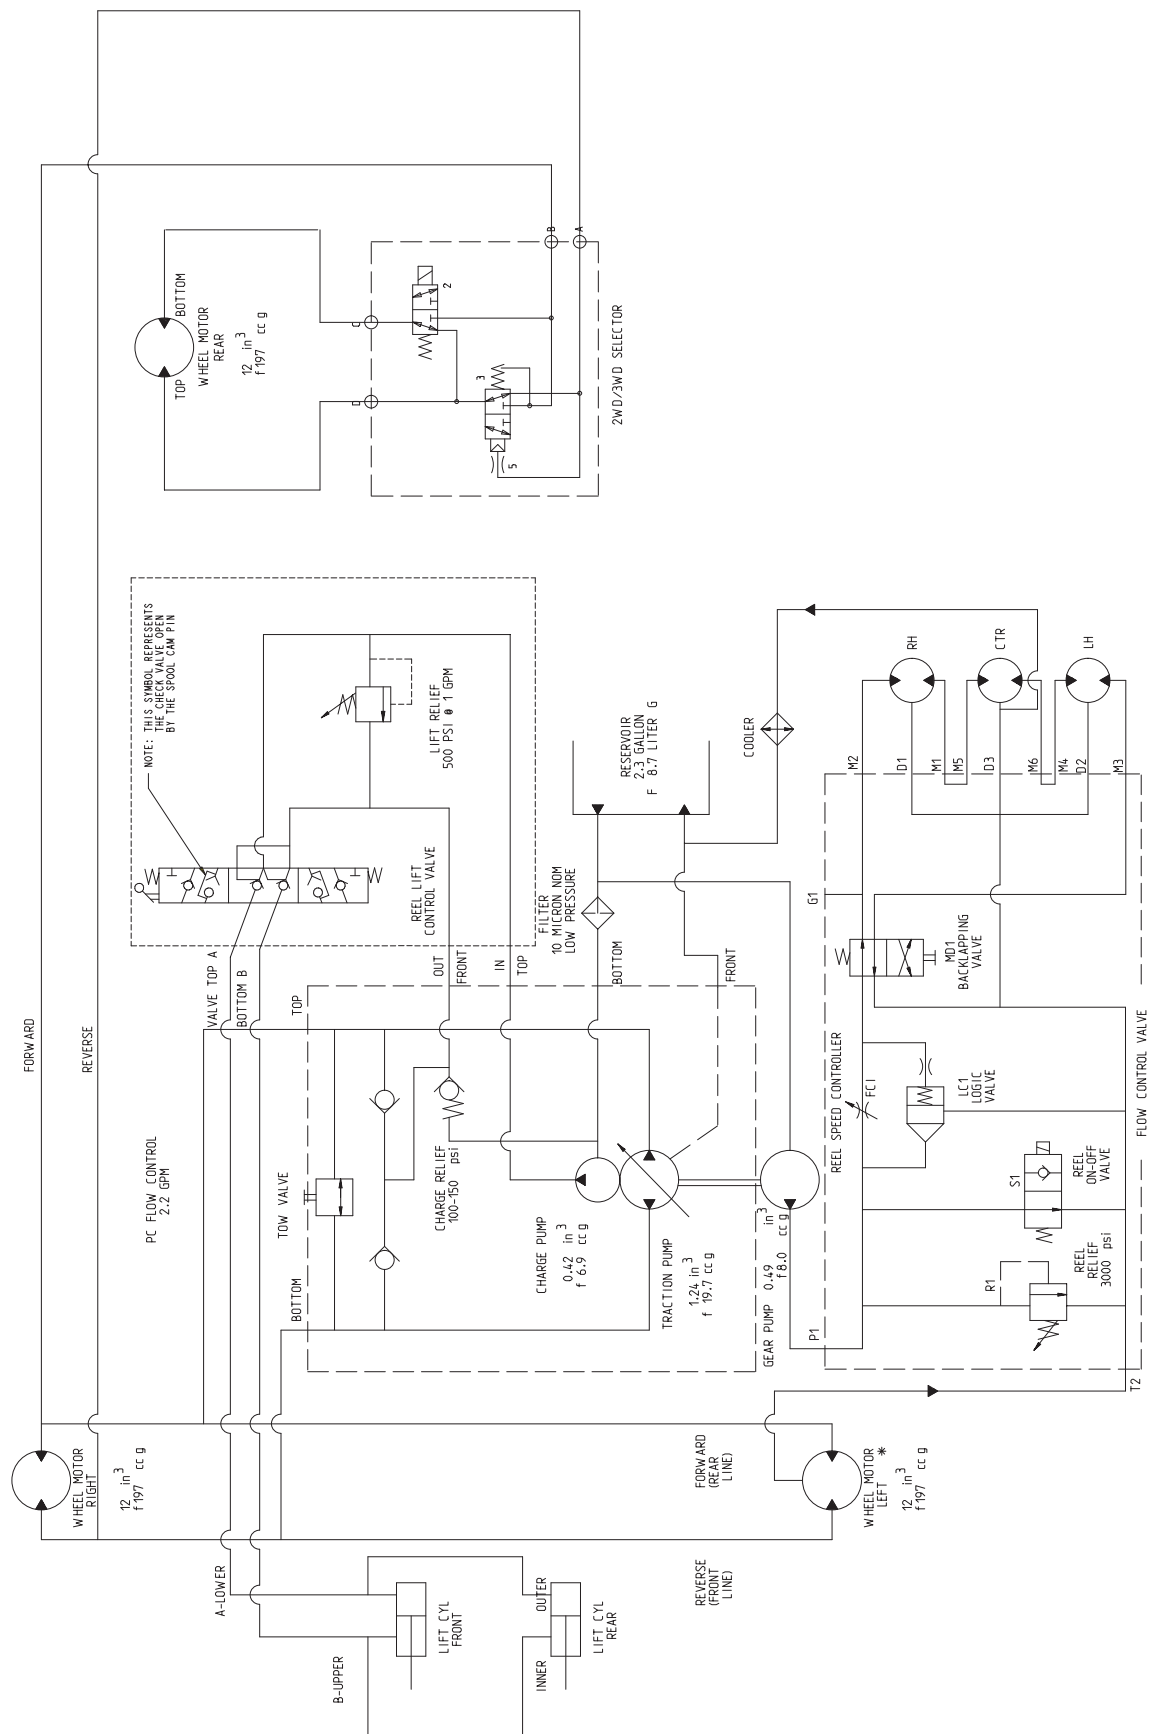 FORWARD
REVERSE
BOTTOM
TOP
WHEEL MOTOR
REAR
12 in³
f 197 cc g
B
A
D
D
2
3
5
2WD/3WD SELECTOR
NOTE: THIS SYMBOL REPRESENTS
THE CHECK VALVE OPEN
BY THE SPOOL CAM PIN
LIFT RELIEF
500 PSI @ 1 GPM
REEL LIFT
CONTROL VALVE
VALVE TOP A
BOTTOM B
OUT
FRONT
IN
TOP
FILTER
10 MICRON NOM
LOW PRESSURE
BOTTOM
RESERVOIR
2.3 GALLON
F 8.7 LITER G
COOLER
FRONT
RH
CTR
LH
M2
D1
M1
M5
D3
M6
M4
D2
M3
G1
MD1
BACKLAPPING
VALVE
REEL SPEED CONTROLLER
FC1
LC1
LOGIC
VALVE
S1
REEL
ON-OFF
VALVE
R1
REEL
RELIEF
3000 psi
P1
T2
FLOW CONTROL VALVE
PC FLOW CONTROL
2.2 GPM
TOP
TOW VALVE
BOTTOM
CHARGE RELIEF
100-150 psi
CHARGE PUMP
0.42 in³
f 6.9 cc g
TRACTION PUMP
1.24 in³
f 19.7 cc g
GEAR PUMP 0.49 in³
f 8.0 cc g
WHEEL MOTOR
RIGHT
12 in³
f 197 cc g
FORWARD
(REAR
LINE)
WHEEL MOTOR *
LEFT
12 in³
f 197 cc g
REVERSE
(FRONT
LINE)
A-LOWER
B-UPPER
LIFT CYL
FRONT
OUTER
INNER
LIFT CYL
REAR